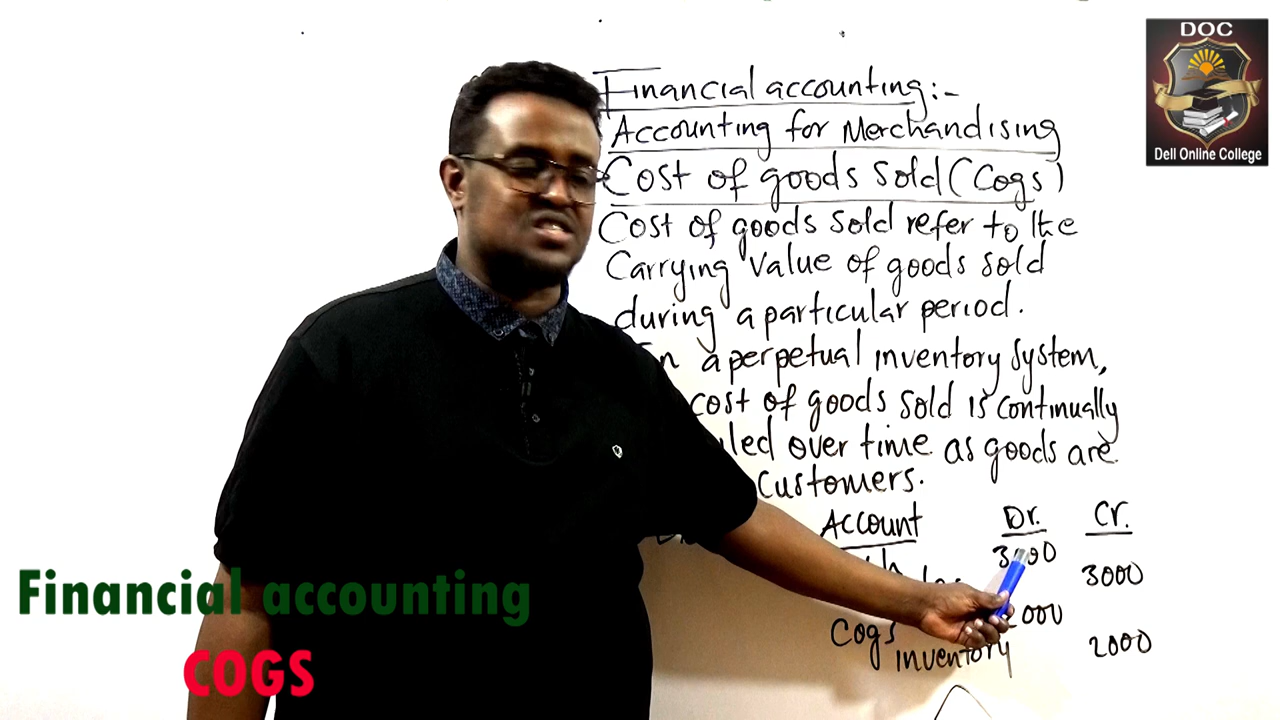 DOC
Dell Online College
Financial accounting:-
Accounting for Merchandising
Cost of goods Sold (Cogs)
Cost of goods Sold refer to the
Carrying Value of goods sold
during a particular period.
a perpetual inventory system,
cost of goods sold is continually
over time as goods are
Customers.
Account Dr. Cr.
3000
3000
Cogs 2000
inventory 2000
Financial accounting
COGS